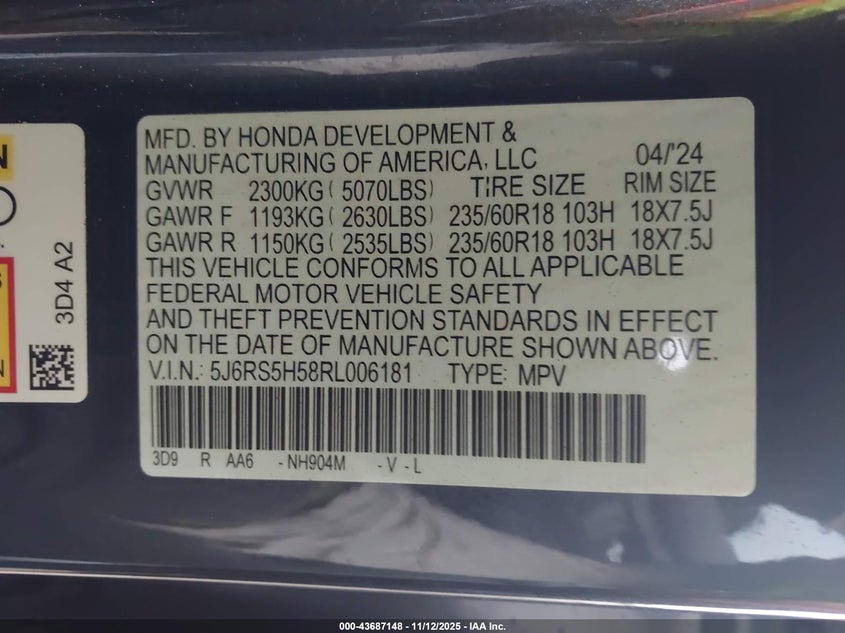 MFD. BY HONDA DEVELOPMENT &
MANUFACTURING OF AMERICA, LLC 04/'24
GVWR 2300KG ( 5070LBS) TIRE SIZE RIM SIZE
GAWR F 1193KG ( 2630LBS) 235/60R18 103H 18X7.5J
GAWR R 1150KG ( 2535LBS) 235/60R18 103H 18X7.5J
THIS VEHICLE CONFORMS TO ALL APPLICABLE
FEDERAL MOTOR VEHICLE SAFETY
AND THEFT PREVENTION STANDARDS IN EFFECT
ON THE DATE OF MANUFACTURE SHOWN ABOVE.
V.I.N.: 5J6RS5H58RL006181 TYPE: MPV
3D9 R AA6 - NH904M - V - L
3D4 A2
000-43687148 - 11/12/2025 - IAA Inc.